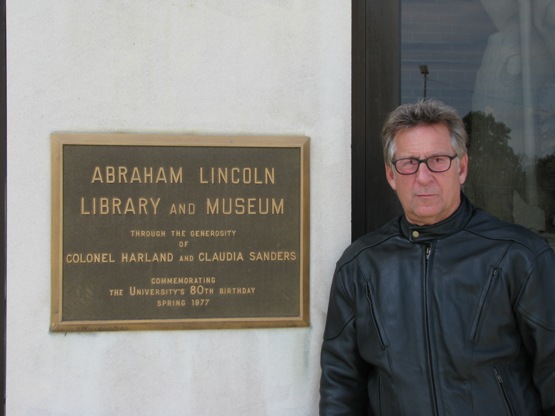 ABRAHAM LINCOLN
LIBRARY AND MUSEUM
THROUGH THE GENEROSITY
OF
COLONEL HARLAND AND CLAUDIA SANDERS
COMMEMORATING
THE UNIVERSITY'S 80TH BIRTHDAY
SPRING 1977